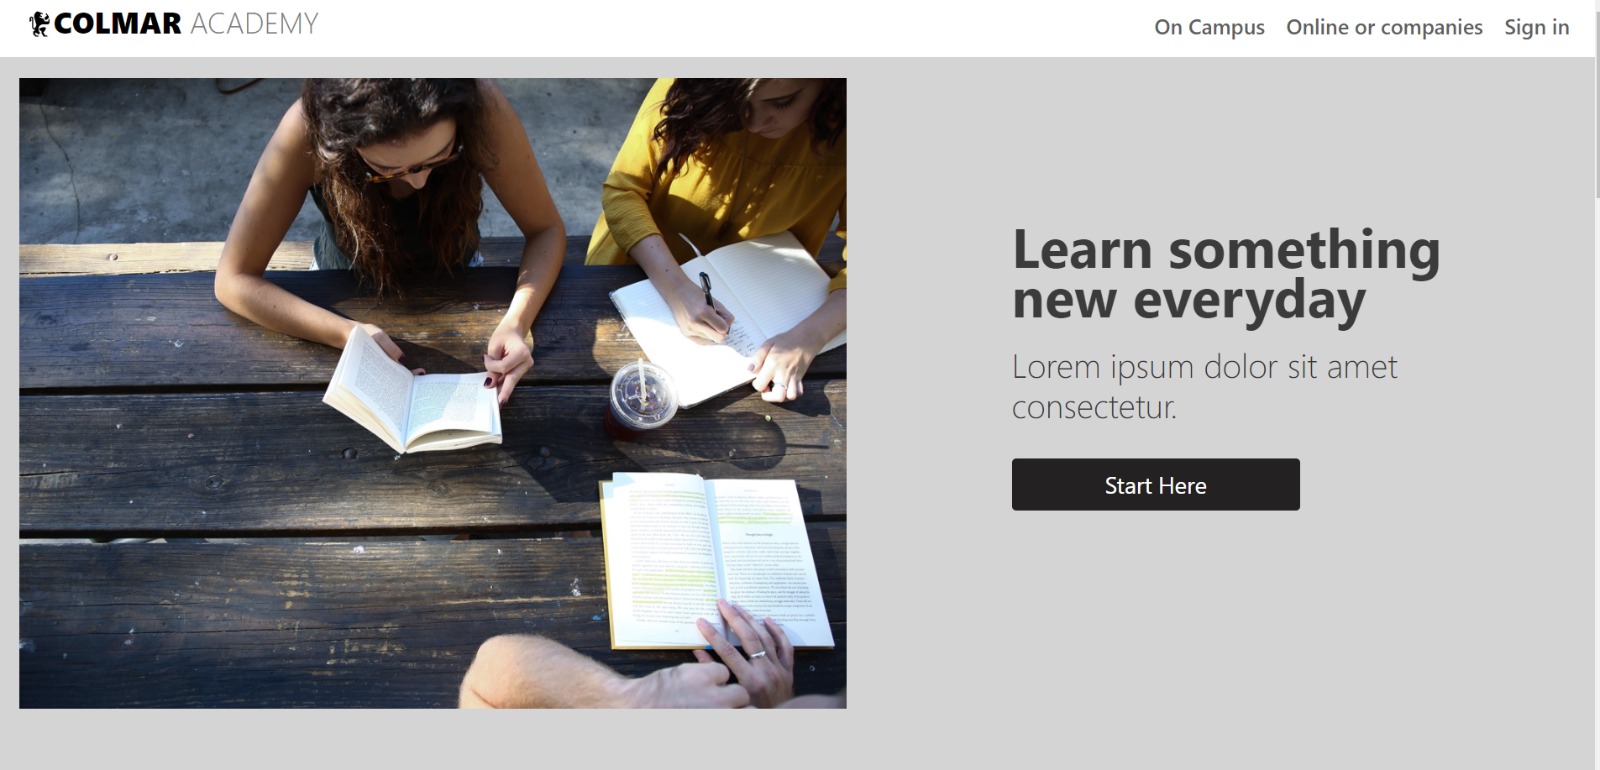 COLMAR ACADEMY
On Campus Online or companies Sign in
Learn something
new everyday
Lorem ipsum dolor sit amet
consectetur.
Start Here